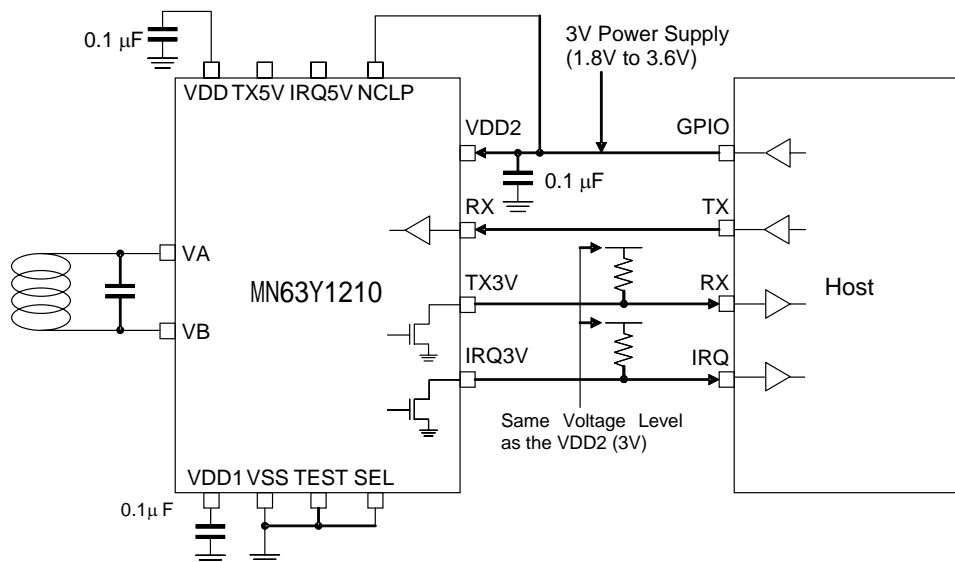 0.1 μF
3V Power Supply
(1.8V to 3.6V)
VDD TX5V IRQ5V NCLP
VDD2
GPIO
0.1 μF
RX
TX
VA
MN63Y1210
TX3V
RX
Host
VB
IRQ3V
IRQ
Same Voltage Level
as the VDD2 (3V)
VDD1 VSS TEST SEL
0.1μ F